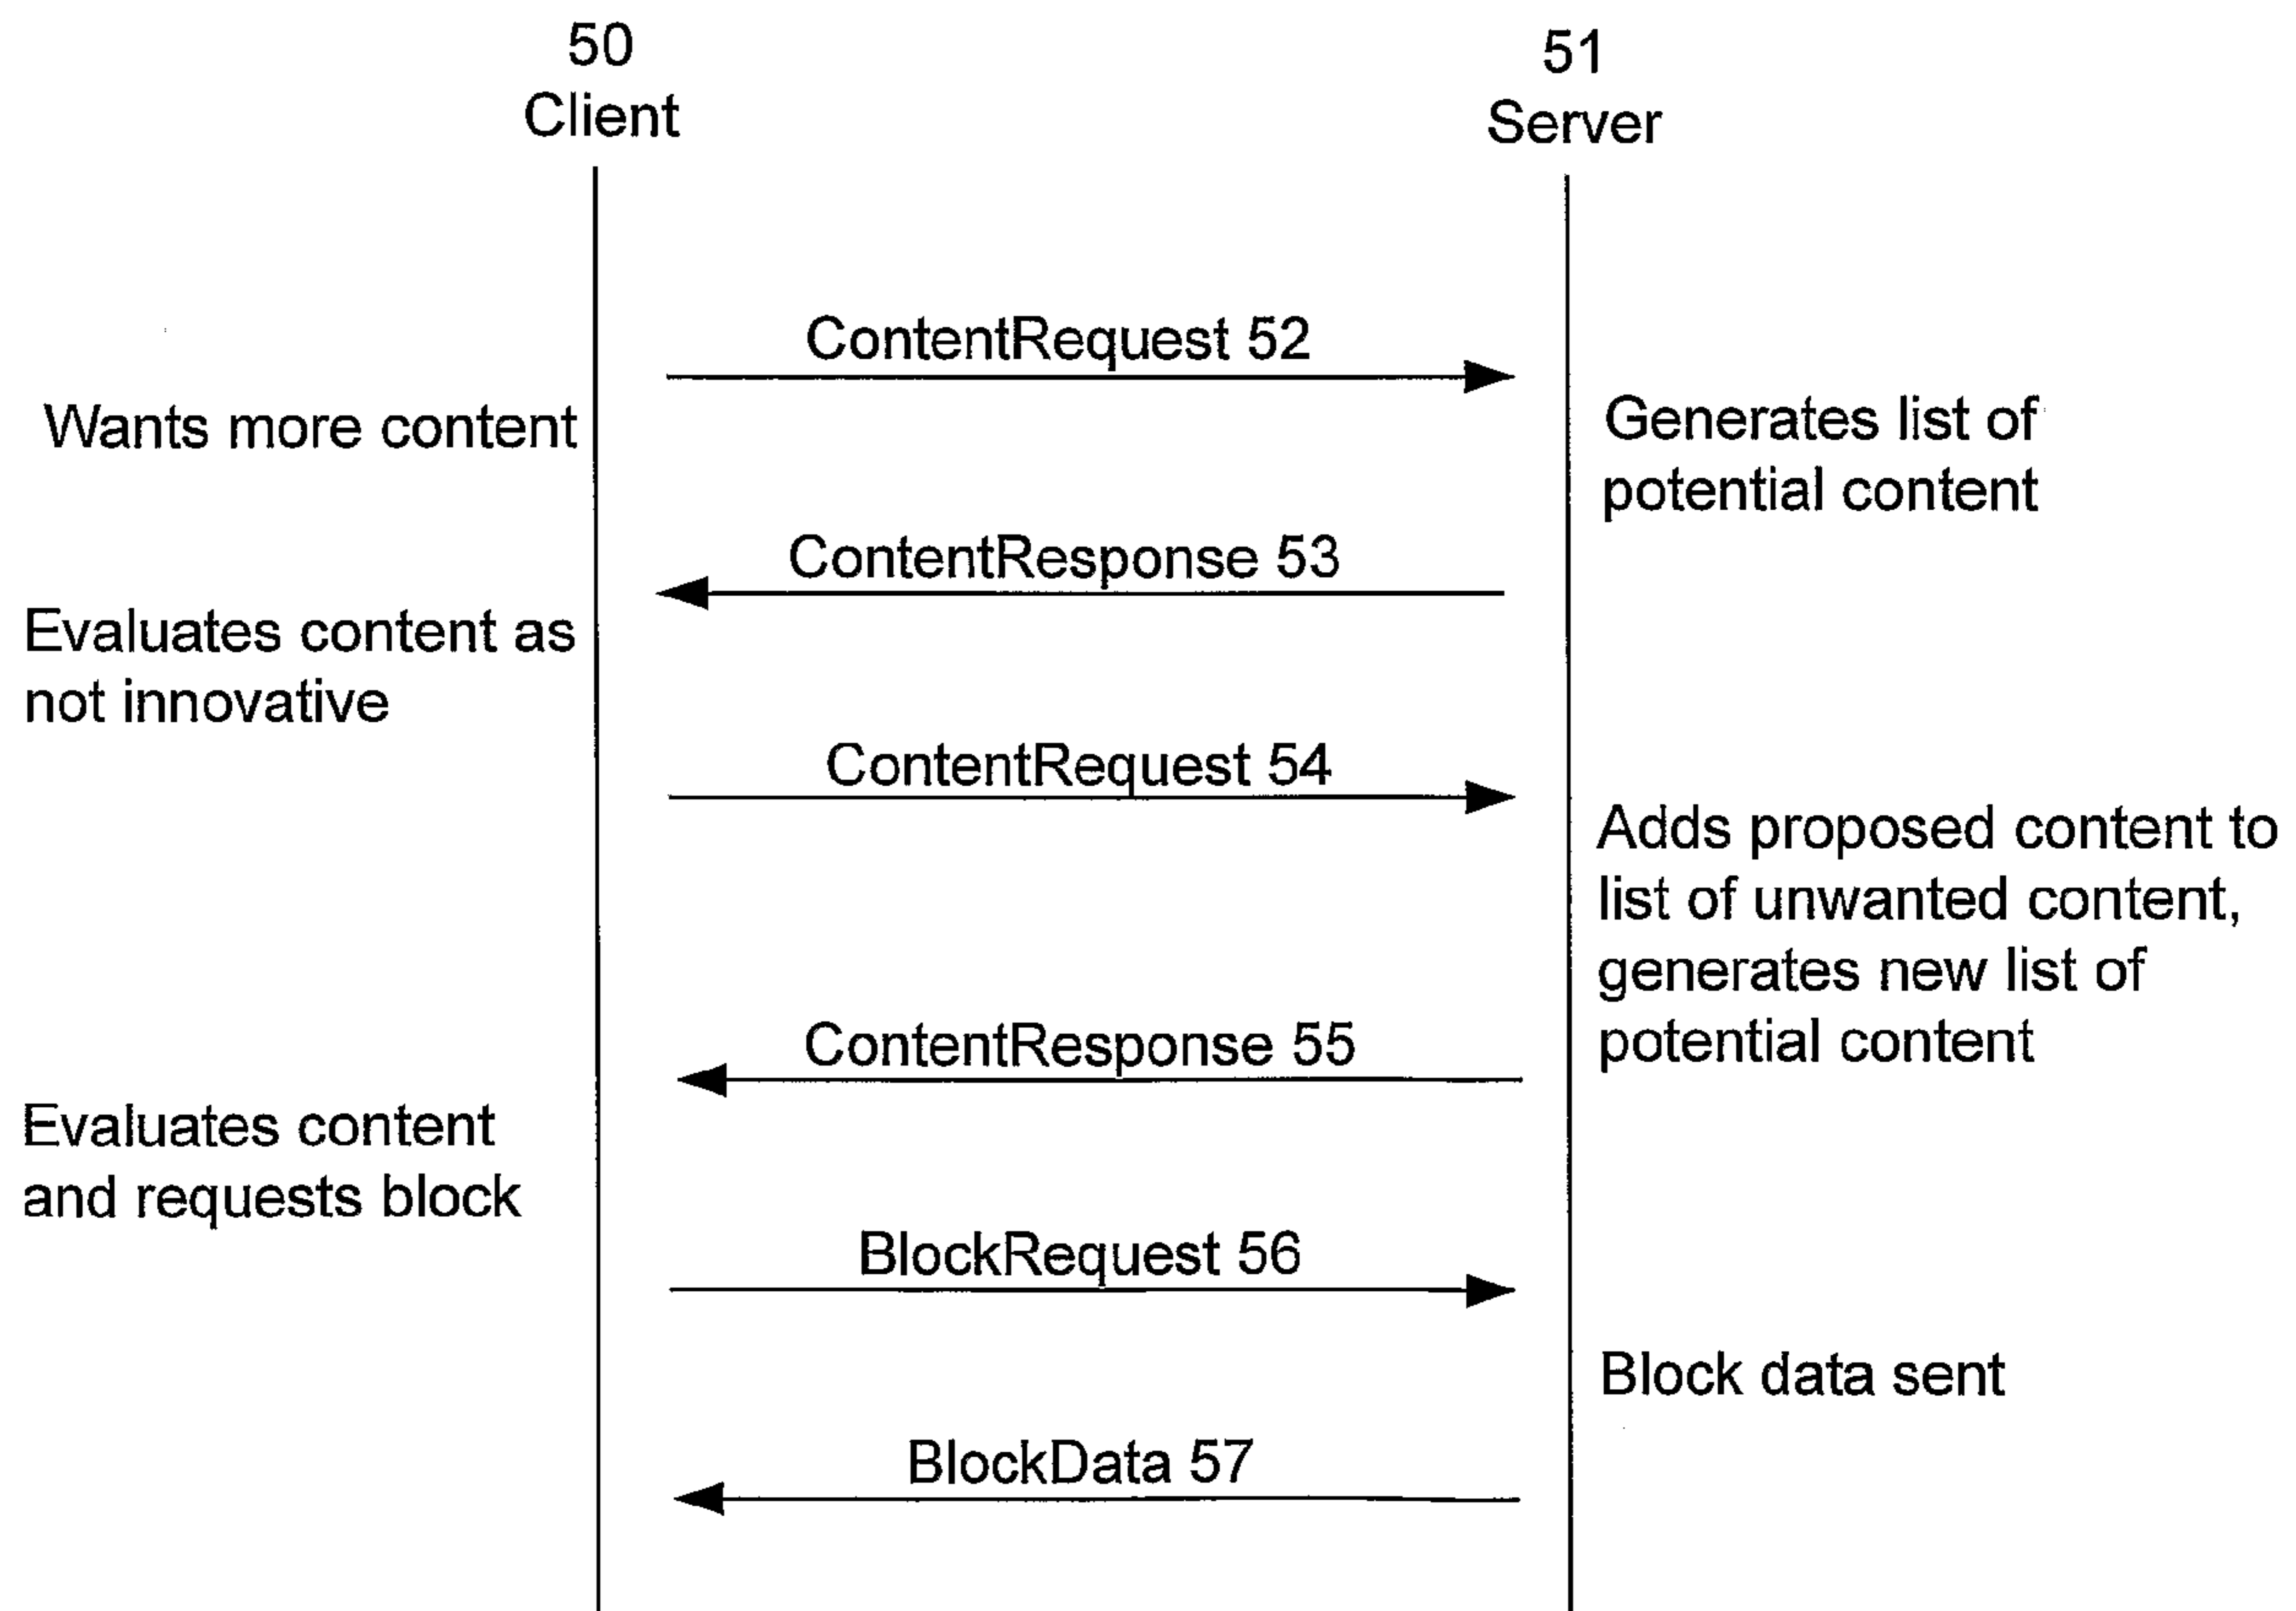 50
Client
51
Server
ContentRequest 52
Wants more content
Generates list of
potential content
ContentResponse 53
Evaluates content as
not innovative
ContentRequest 54
Adds proposed content to
list of unwanted content,
generates new list of
potential content
ContentResponse 55
Evaluates content
and requests block
BlockRequest 56
Block data sent
BlockData 57